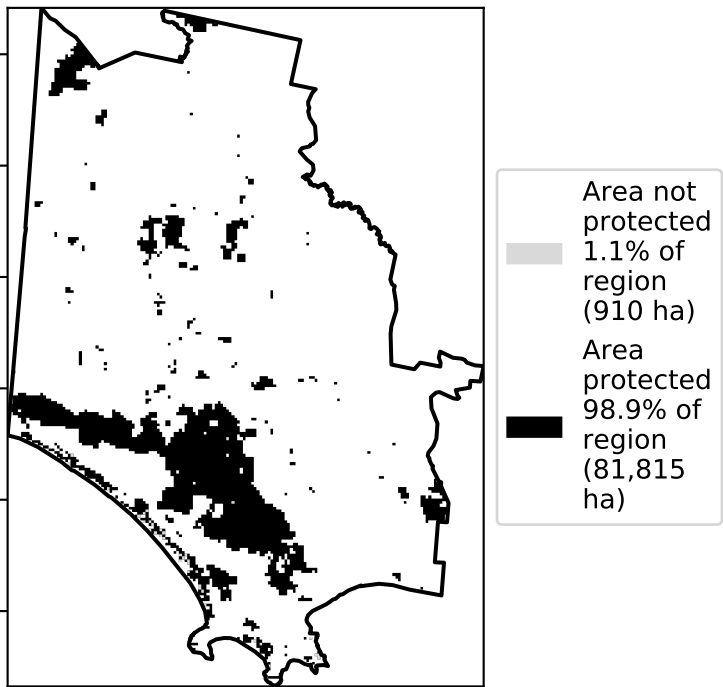 Area not
protected
1.1% of
region
(910 ha)
Area
protected
98.9% of
region
(81,815
ha)